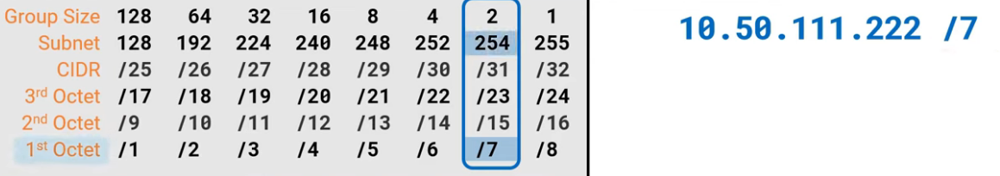 Group Size 128 64 32 16 8 4 2 1
Subnet 128 192 224 240 248 252 254 255
CIDR /25 /26 /27 /28 /29 /30 /31 /32
3rd Octet /17 /18 /19 /20 /21 /22 /23 /24
2nd Octet /9 /10 /11 /12 /13 /14 /15 /16
1st Octet /1 /2 /3 /4 /5 /6 /7 /8
10.50.111.222 /7